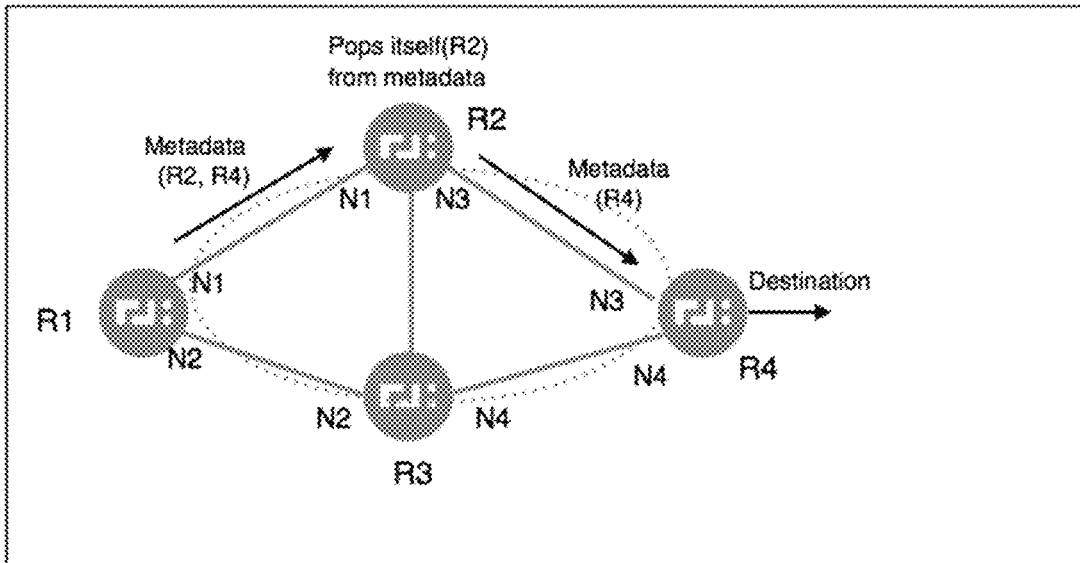 Pops itself(R2)
from metadata
R2
Metadata
(R2, R4)
Metadata
(R4)
N1
N3
N1
Destination
N3
R1
N2
N4
R4
N2
N4
R3